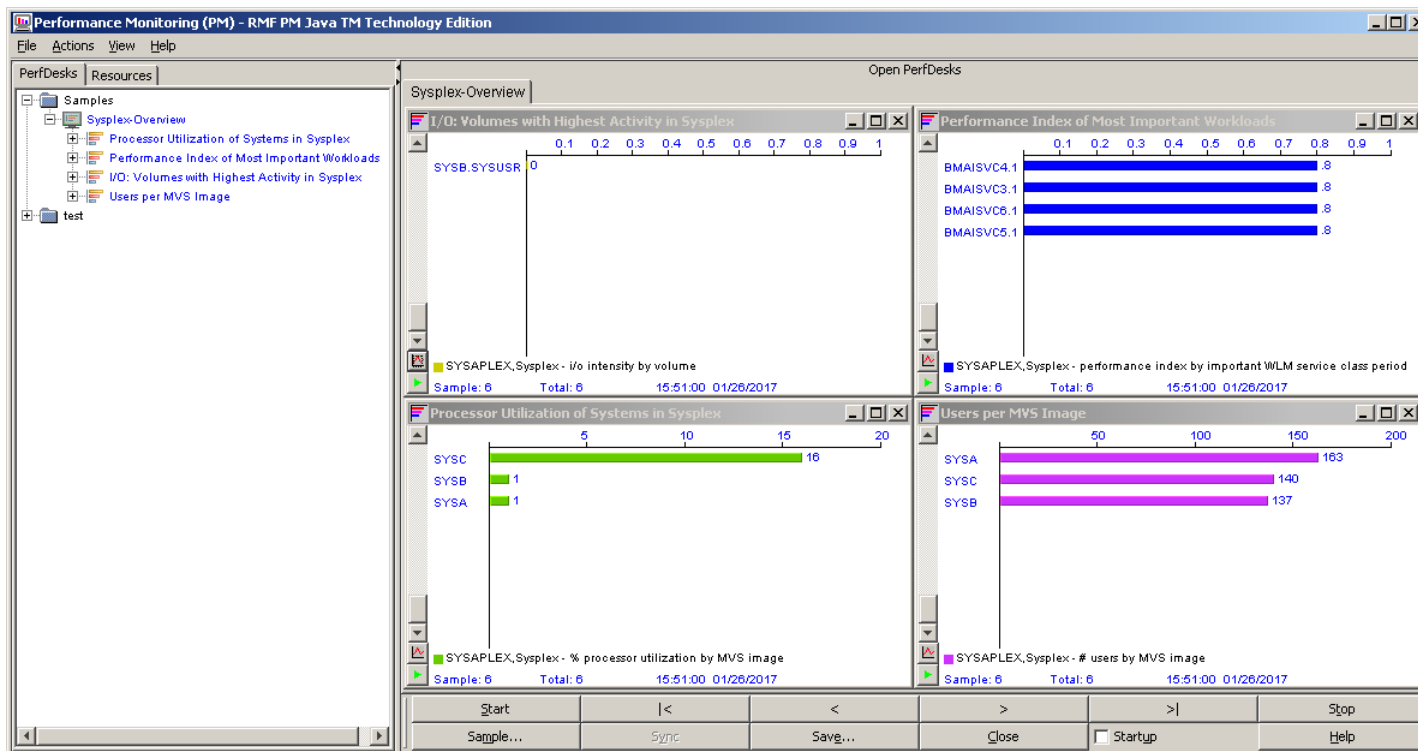 Performance Monitoring (PM) - RMF PM Java TM Technology Edition
File Actions View Help
PerfDesks Resources
Samples
Sysplex-Overview
Processor Utilization of Systems in Sysplex
Performance Index of Most Important Workloads
I/O: Volumes with Highest Activity in Sysplex
Users per MVS Image
test
Open PerfDesks
Sysplex-Overview
I/O: Volumes with Highest Activity in Sysplex
0.1 0.2 0.3 0.4 0.5 0.6 0.7 0.8 0.9 1
SYSB.SYSUSR 0
SYSAPLEX,Sysplex - i/o intensity by volume
Sample: 6 Total: 6 15:51:00 01/26/2017
Performance Index of Most Important Workloads
0.1 0.2 0.3 0.4 0.5 0.6 0.7 0.8 0.9 1
BMAISVC4.1 .8
BMAISVC3.1 .8
BMAISVC6.1 .8
BMAISVC5.1 .8
SYSAPLEX,Sysplex - performance index by important WLM service class period
Sample: 6 Total: 6 15:51:00 01/26/2017
Processor Utilization of Systems in Sysplex
5 10 15 20
SYSC 16
SYSB 1
SYSA 1
SYSAPLEX,Sysplex - % processor utilization by MVS image
Sample: 6 Total: 6 15:51:00 01/26/2017
Users per MVS Image
50 100 150 200
SYSA 163
SYSC 140
SYSB 137
SYSAPLEX,Sysplex - # users by MVS image
Sample: 6 Total: 6 15:51:00 01/26/2017
Start |< < > >| Stop
Sample... Sync Save... Close Startup Help